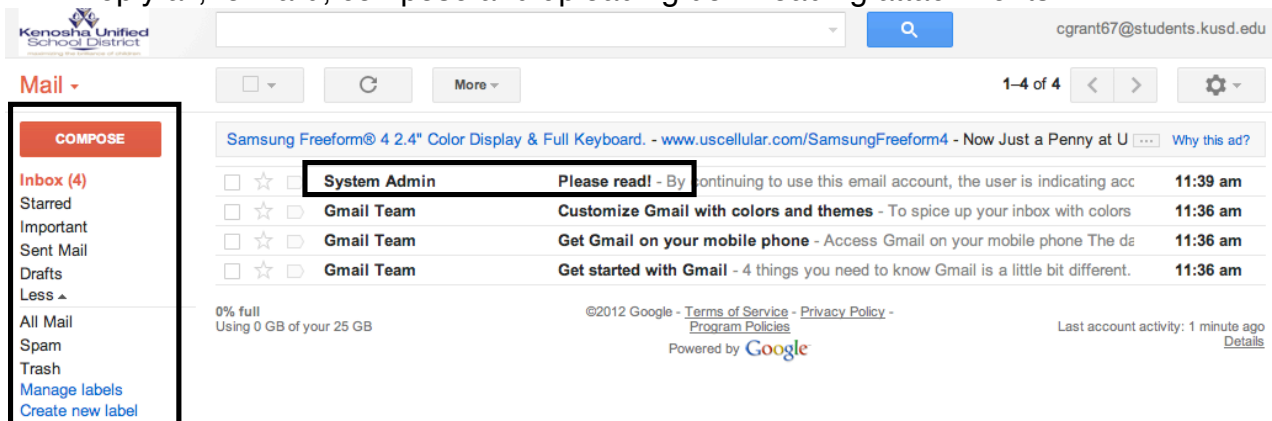 Kenosha Unified
School District
cgrant67@students.kusd.edu
Mail
More
1–4 of 4
COMPOSE
Samsung Freeform® 4 2.4" Color Display & Full Keyboard. - www.uscellular.com/SamsungFreeform4 - Now Just a Penny at U ... Why this ad?
Inbox (4)
System Admin Please read! - By continuing to use this email account, the user is indicating acc 11:39 am
Starred
Gmail Team Customize Gmail with colors and themes - To spice up your inbox with colors 11:36 am
Important
Gmail Team Get Gmail on your mobile phone - Access Gmail on your mobile phone The da 11:36 am
Sent Mail
Gmail Team Get started with Gmail - 4 things you need to know Gmail is a little bit different. 11:36 am
Drafts
Less
All Mail
Spam
Trash
Manage labels
Create new label
0% full
Using 0 GB of your 25 GB
©2012 Google - Terms of Service - Privacy Policy -
Program Policies
Powered by Google
Last account activity: 1 minute ago
Details